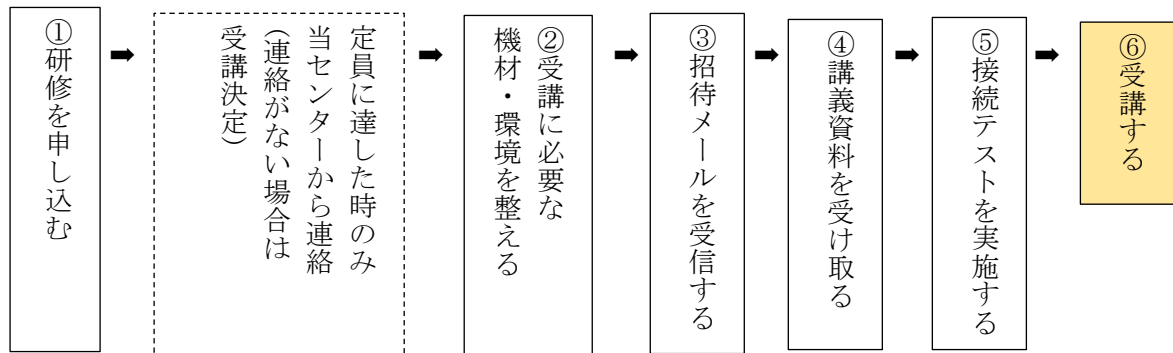 ①研修を申し込む
➡
定員に達した時のみ
当センターから連絡
(連絡がない場合は
受講決定)
➡
②受講に必要な
機材・環境を整える
➡
③招待メールを受信する
➡
④講義資料を受け取る
➡
⑤接続テストを実施する
➡
⑥受講する